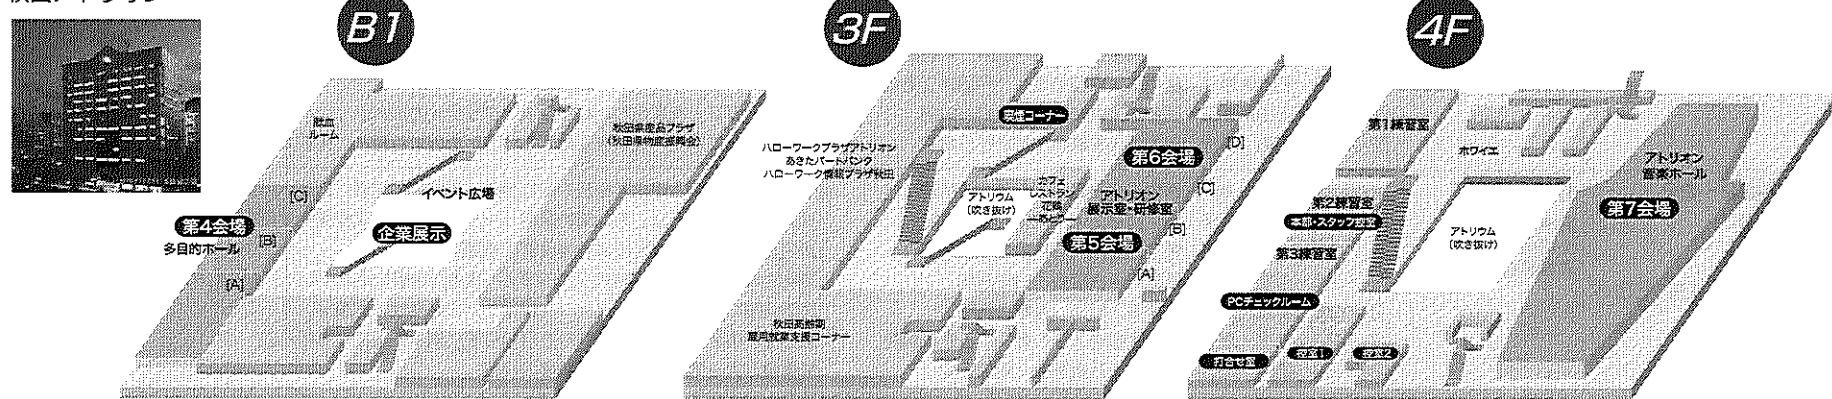 B1
献血
ルーム
秋田県産品プラザ
(秋田県物産振興会)
[C]
イベント広場
第4会場
多目的ホール
[B]
企業展示
[A]
3F
喫煙コーナー
ハローワークプラザアトリオン
あきたパートバンク
ハローワーク情報プラザ秋田
[D]
第6会場
カフェ
レストラン
[C]
アトリウム
(吹き抜け)
アトリオン
展示室・研修室
[B]
第5会場
[A]
秋田高齢期
雇用就業支援コーナー
4F
第1練習室
ホワイエ
アトリオン
音楽ホール
第2練習室
本部・スタッフ控室
第7会場
アトリウム
(吹き抜け)
第3練習室
PCチェックルーム
打合せ室
控室1
控室2